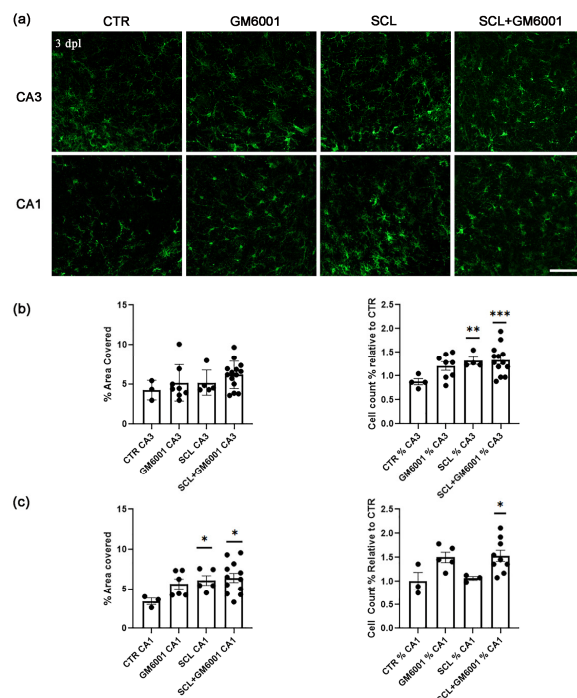 (a)
CTR GM6001 SCL SCL+GM6001
3 dpl
CA3
CA1
(b)
% Area Covered
15
10
5
0
CTR CA3
GM6001 CA3
SCL CA3
SCL+GM6001 CA3
Cell count % relative to CTR
2.5
2.0
1.5
1.0
0.5
0.0
** ***
CTR % CA3
GM6001 % CA3
SCL % CA3
SCL+GM6001 % CA3
(c)
% Area covered
15
10
5
0
* *
CTR CA1
GM6001 CA1
SCL CA1
SCL+GM6001 CA1
Cell Count % Relative to CTR
2.5
2.0
1.5
1.0
0.5
0.0
*
CTR % CA1
GM6001 % CA1
SCL % CA1
SCL+GM6001 % CA1